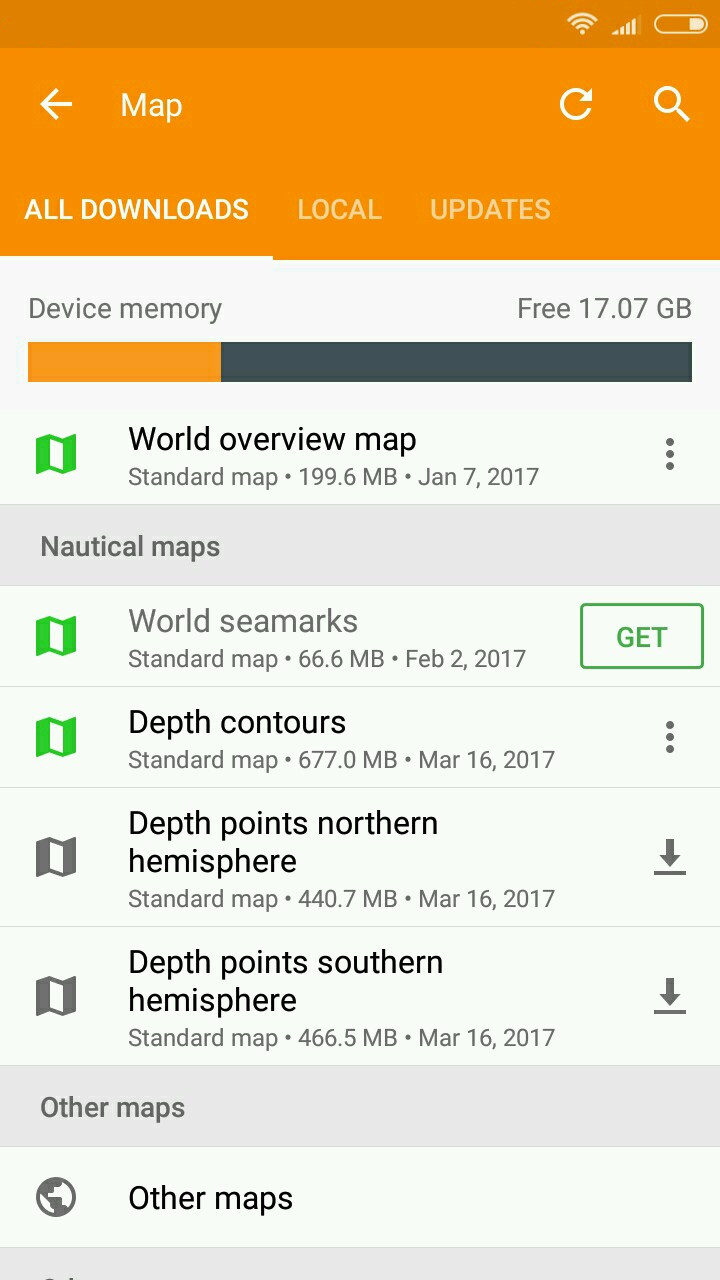 Map
ALL DOWNLOADS LOCAL UPDATES
Device memory Free 17.07 GB
World overview map
Standard map • 199.6 MB • Jan 7, 2017
Nautical maps
World seamarks
Standard map • 66.6 MB • Feb 2, 2017
GET
Depth contours
Standard map • 677.0 MB • Mar 16, 2017
Depth points northern
hemisphere
Standard map • 440.7 MB • Mar 16, 2017
Depth points southern
hemisphere
Standard map • 466.5 MB • Mar 16, 2017
Other maps
Other maps